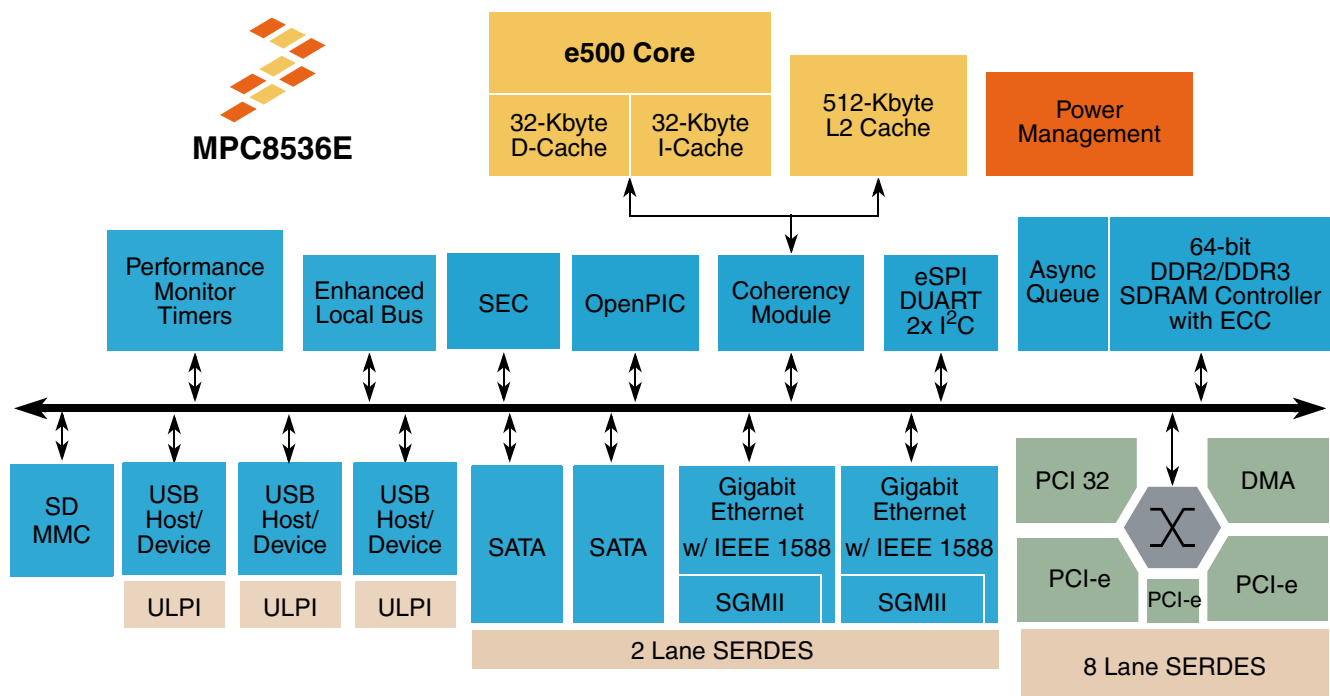 MPC8536E
e500 Core
32-Kbyte
D-Cache
32-Kbyte
I-Cache
512-Kbyte
L2 Cache
Power
Management
Performance
Monitor
Timers
Enhanced
Local Bus
SEC
OpenPIC
Coherency
Module
eSPI
DUART
2x I²C
Async
Queue
64-bit
DDR2/DDR3
SDRAM Controller
with ECC
SD
MMC
USB
Host/
Device
ULPI
USB
Host/
Device
ULPI
USB
Host/
Device
ULPI
SATA
SATA
Gigabit
Ethernet
w/ IEEE 1588
SGMII
Gigabit
Ethernet
w/ IEEE 1588
SGMII
2 Lane SERDES
PCI 32
DMA
PCI-e
PCI-e
PCI-e
8 Lane SERDES